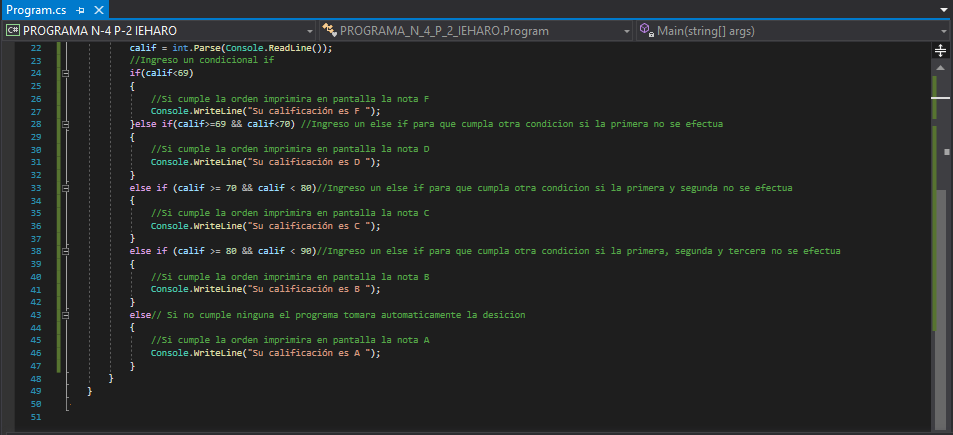 Program.cs
C# PROGRAMA N-4 P-2 IEHARO PROGRAMA_N_4_P_2_IEHARO.Program Main(string[] args)
22 calif = int.Parse(Console.ReadLine());
23 //Ingreso un condicional if
24 if(calif<69)
25 {
26 //Si cumple la orden imprimira en pantalla la nota F
27 Console.WriteLine("Su calificación es F ");
28 }else if(calif>=69 && calif<70) //Ingreso un else if para que cumpla otra condicion si la primera no se efectua
29 {
30 //Si cumple la orden imprimira en pantalla la nota D
31 Console.WriteLine("Su calificación es D ");
32 }
33 else if (calif >= 70 && calif < 80)//Ingreso un else if para que cumpla otra condicion si la primera y segunda no se efectua
34 {
35 //Si cumple la orden imprimira en pantalla la nota C
36 Console.WriteLine("Su calificación es C ");
37 }
38 else if (calif >= 80 && calif < 90)//Ingreso un else if para que cumpla otra condicion si la primera, segunda y tercera no se efectua
39 {
40 //Si cumple la orden imprimira en pantalla la nota B
41 Console.WriteLine("Su calificación es B ");
42 }
43 else// Si no cumple ninguna el programa tomara automaticamente la desicion
44 {
45 //Si cumple la orden imprimira en pantalla la nota A
46 Console.WriteLine("Su calificación es A ");
47 }
48 }
49 }
50
51